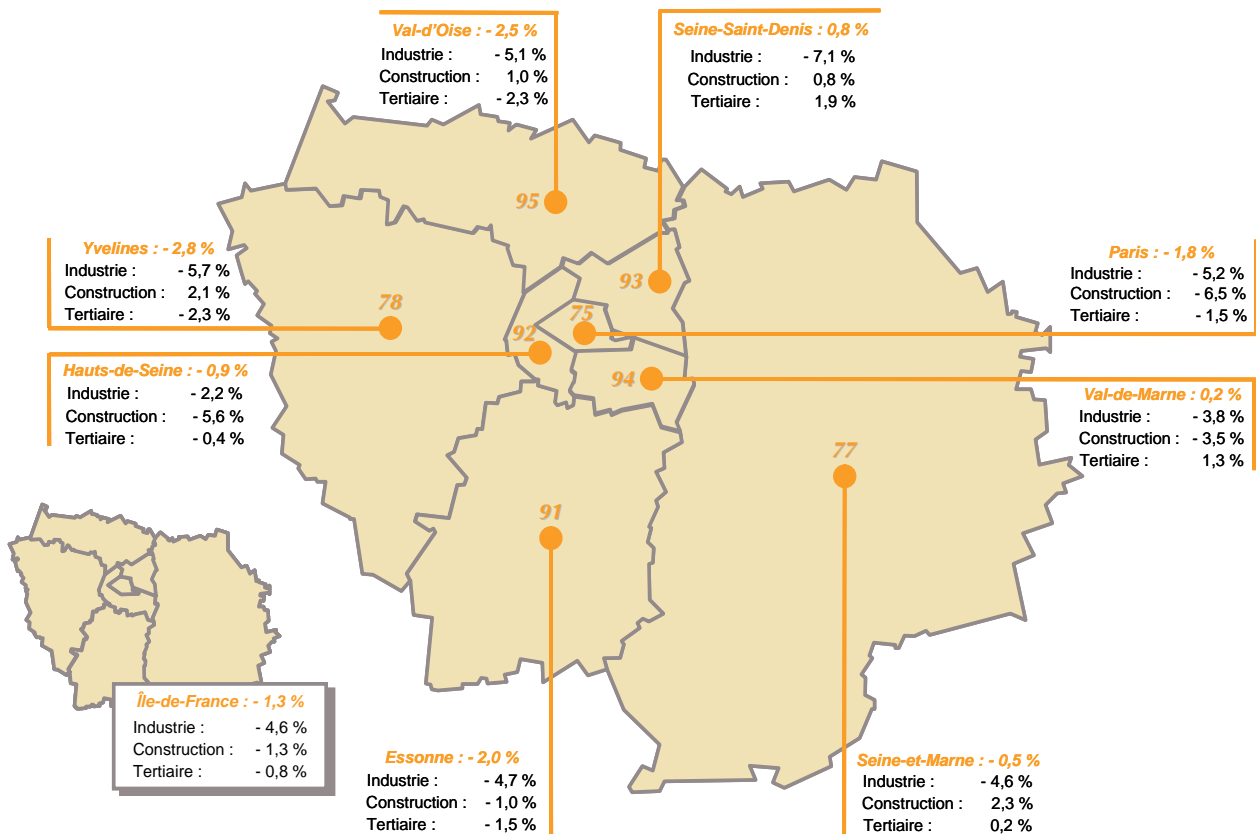 Val-d'Oise : - 2,5 %
Industrie : - 5,1 %
Construction : 1,0 %
Tertiaire : - 2,3 %
Seine-Saint-Denis : 0,8 %
Industrie : - 7,1 %
Construction : 0,8 %
Tertiaire : 1,9 %
95
Yvelines : - 2,8 %
Industrie : - 5,7 %
Construction : 2,1 %
Tertiaire : - 2,3 %
78
93
Paris : - 1,8 %
Industrie : - 5,2 %
Construction : - 6,5 %
Tertiaire : - 1,5 %
75
92
Hauts-de-Seine : - 0,9 %
Industrie : - 2,2 %
Construction : - 5,6 %
Tertiaire : - 0,4 %
94
Val-de-Marne : 0,2 %
Industrie : - 3,8 %
Construction : - 3,5 %
Tertiaire : 1,3 %
77
91
Île-de-France : - 1,3 %
Industrie : - 4,6 %
Construction : - 1,3 %
Tertiaire : - 0,8 %
Essonne : - 2,0 %
Industrie : - 4,7 %
Construction : - 1,0 %
Tertiaire : - 1,5 %
Seine-et-Marne : - 0,5 %
Industrie : - 4,6 %
Construction : 2,3 %
Tertiaire : 0,2 %